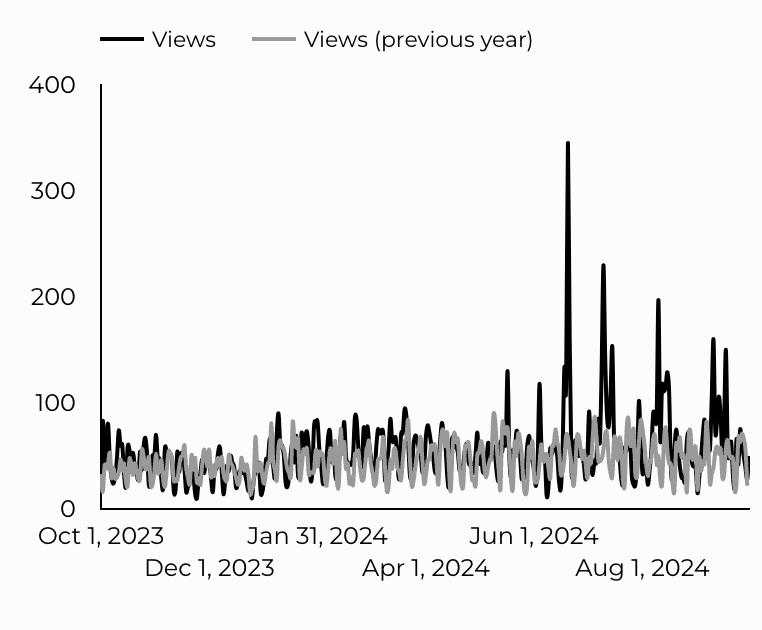 Views Views (previous year)
400
300
200
100
0
Oct 1, 2023 Jan 31, 2024 Jun 1, 2024
Dec 1, 2023 Apr 1, 2024 Aug 1, 2024